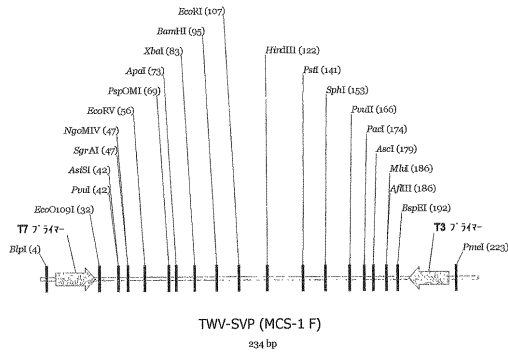 EcoRI (107)
BamHI (95)
XbaI (83)
ApaI (73)
PspOMI (69)
EcoRV (56)
NgoMIV (47)
SgrAI (47)
AsiSI (42)
PvuI (42)
EcoO109I (32)
T7 プライマー
BlpI (4)
HindIII (122)
PstI (141)
SphI (153)
PvuII (166)
PacI (174)
AscI (179)
MluI (186)
AflIII (186)
BspEI (192)
T3 プライマー
PmeI (223)
TWV-SVP (MCS-1 F)
234 bp